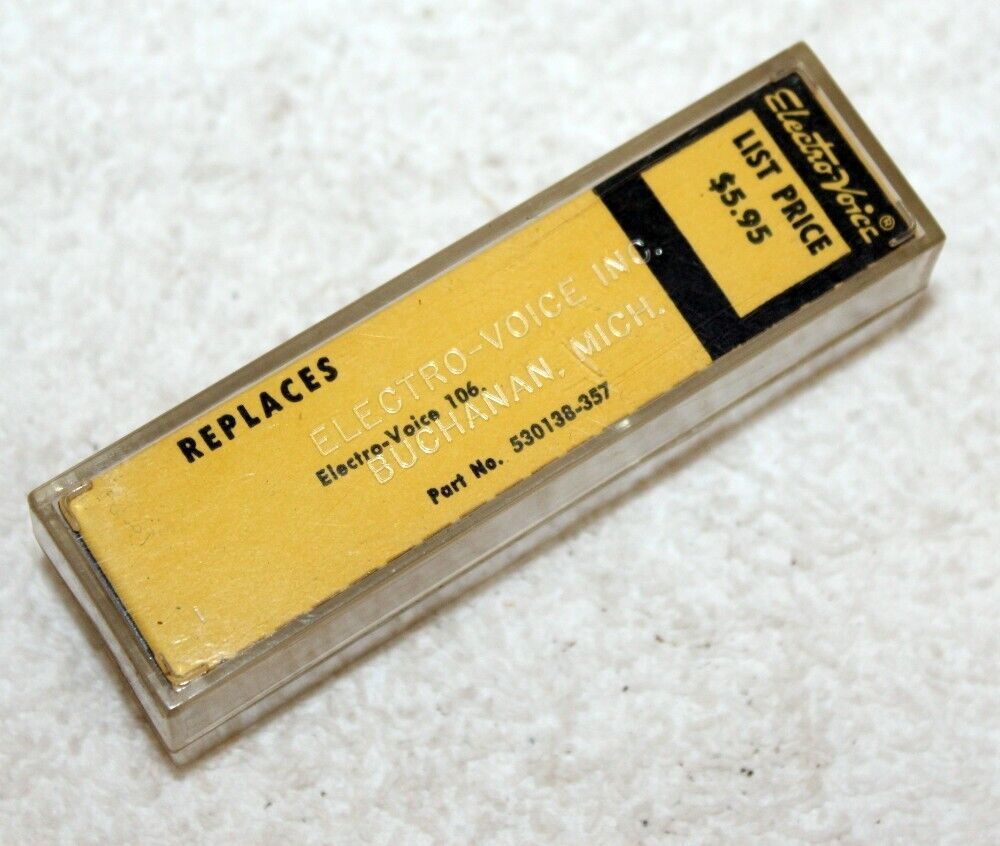 Electro-Voice®
LIST PRICE
$5.95
REPLACES
ELECTRO-VOICE INC.
Electro-Voice 106,
BUCHANAN, MICH.
Part No. 530138-357